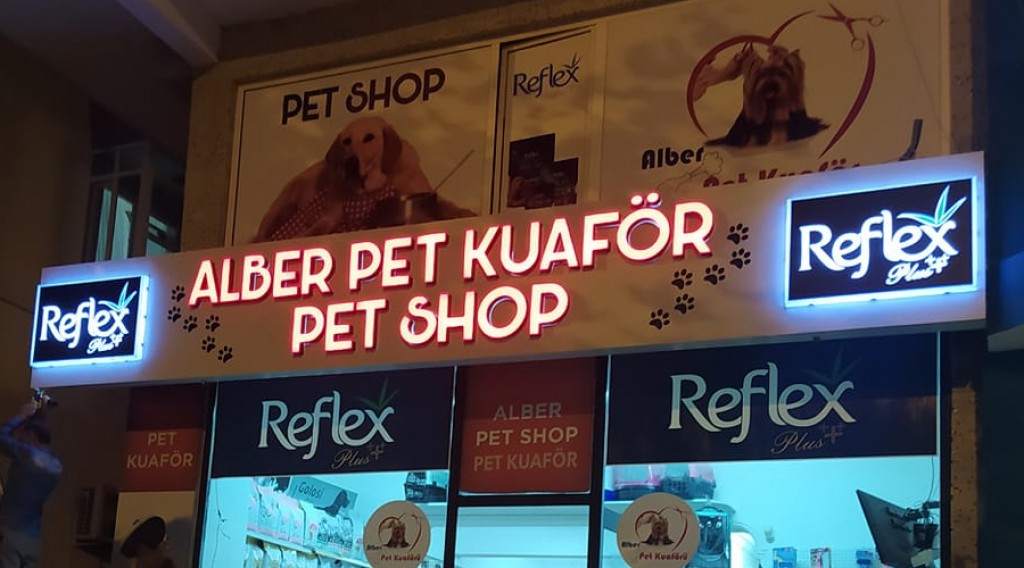 PET SHOP
Reflex
Alber
Pet Kuaför
ALBER PET KUAFÖR
PET SHOP
Reflex
Plus++
Reflex
Plus++
PET
KUAFÖR
Reflex
Plus++
ALBER
PET SHOP
PET KUAFÖR
Reflex
Plus++
Golosi
Alber
Pet Kuaförü
Alber
Pet Kuaförü